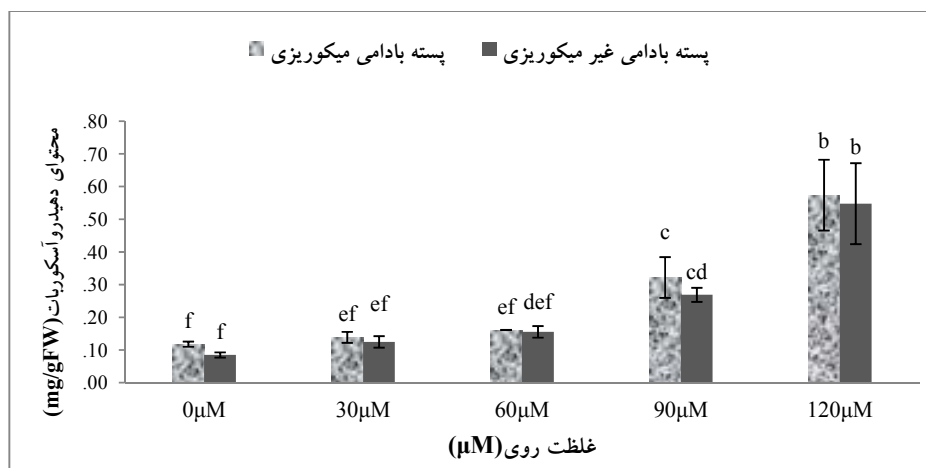 پسته بادامی میکوریزی پسته بادامی غیر میکوریزی
محتوای دهیدروآسکوربات(mg/gFW)
.80
.70
.60
.50
.40
.30
.20
.10
.00
f f ef ef ef def c cd b b
0μM 30μM 60μM 90μM 120μM
غلظت روی(μM)